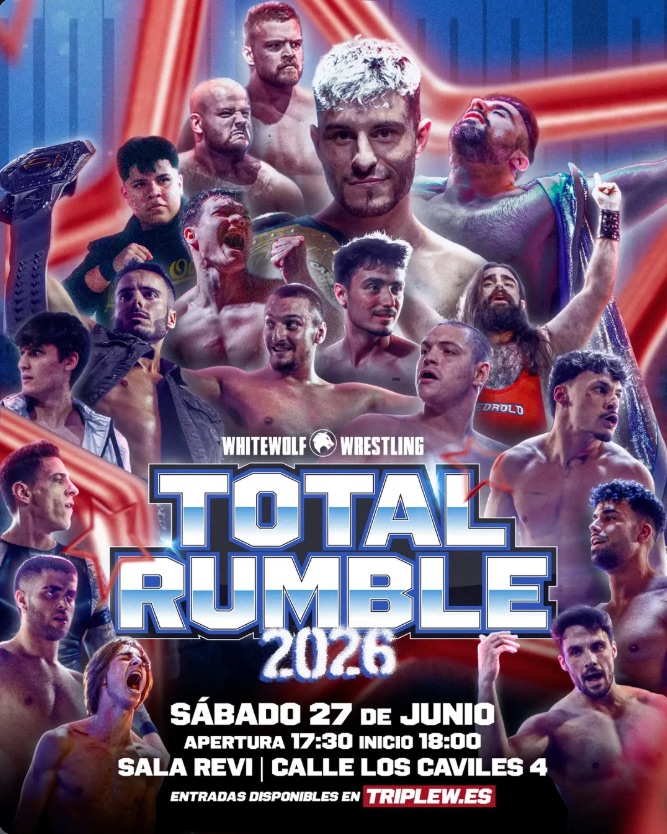 EDROLO
WHITEWOLF WRESTLING
TOTAL
RUMBLE
2026
SÁBADO 27 DE JUNIO
APERTURA 17:30 INICIO 18:00
SALA REVI | CALLE LOS CAVILES 4
ENTRADAS DISPONIBLES EN TRIPLEW.ES